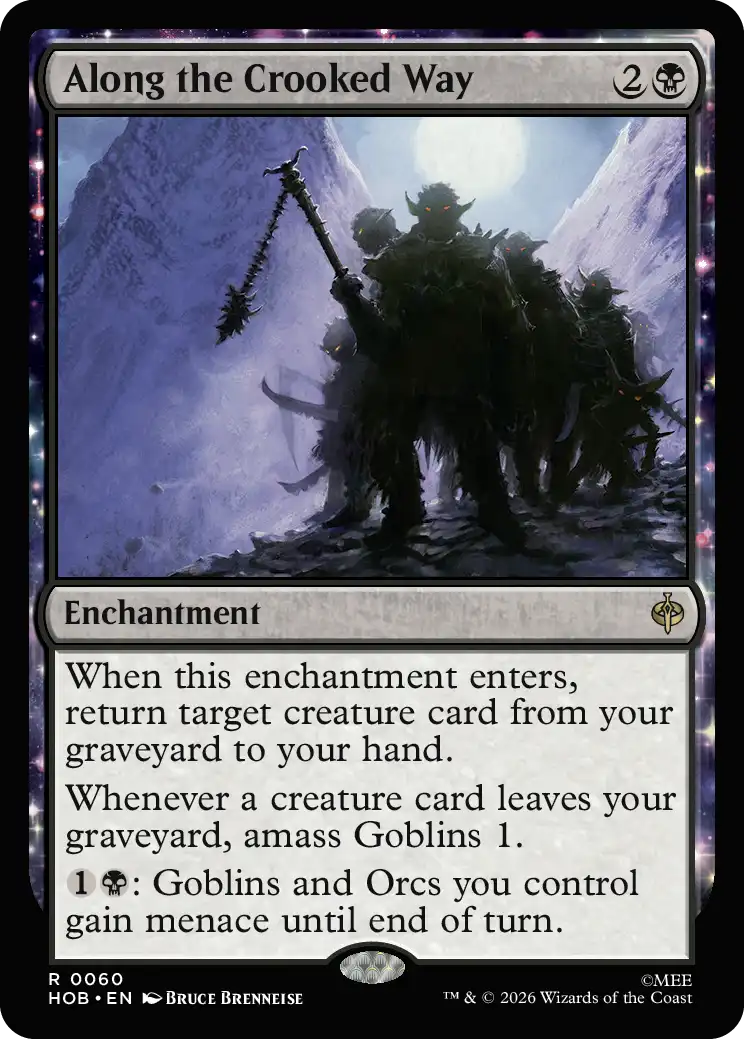 Along the Crooked Way 2
Enchantment
When this enchantment enters,
return target creature card from your
graveyard to your hand.
Whenever a creature card leaves your
graveyard, amass Goblins 1.
1: Goblins and Orcs you control
gain menace until end of turn.
R 0060
©MEE
HOB • EN Bruce Brenneise
™ & © 2026 Wizards of the Coast